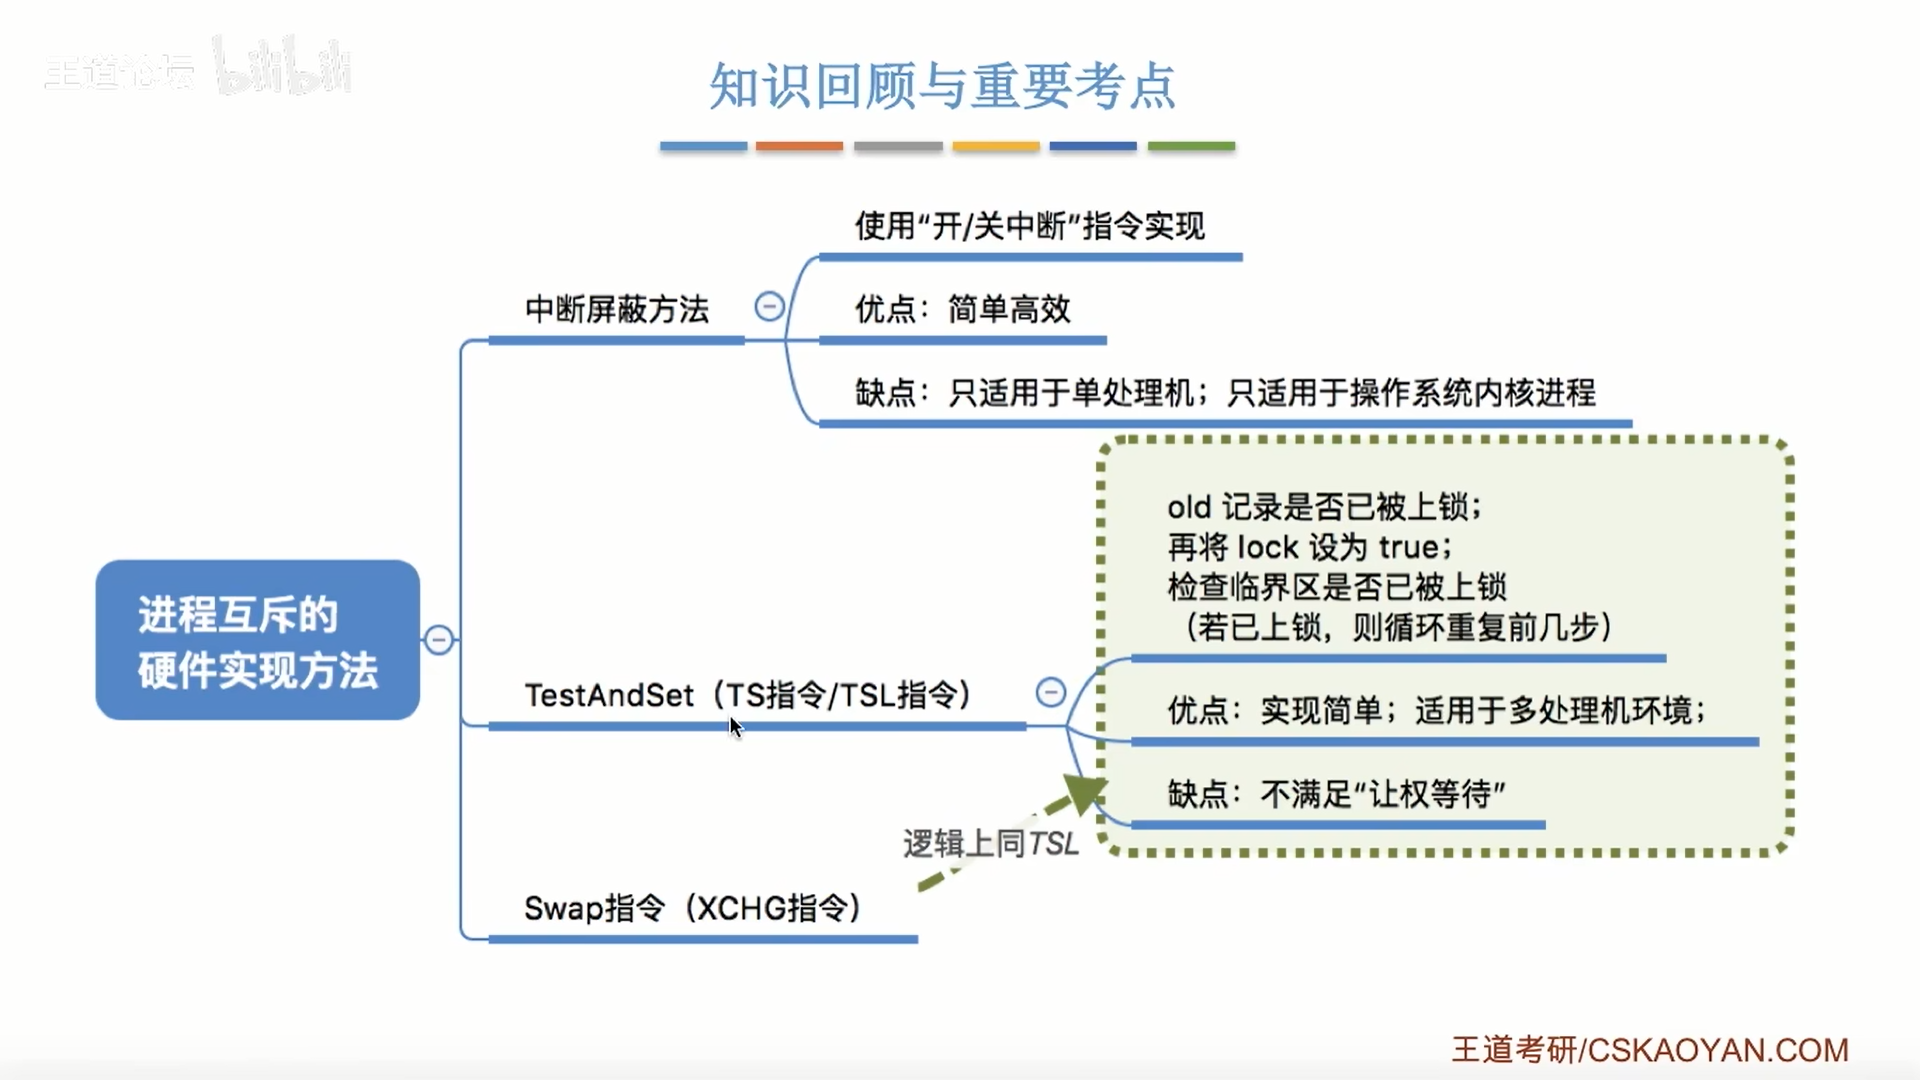 王道论坛 bilibili
知识回顾与重要考点
使用“开/关中断”指令实现
中断屏蔽方法
优点：简单高效
缺点：只适用于单处理机；只适用于操作系统内核进程
进程互斥的
硬件实现方法
TestAndSet（TS指令/TSL指令）
old 记录是否已被上锁；
再将 lock 设为 true；
检查临界区是否已被上锁
（若已上锁，则循环重复前几步）
优点：实现简单；适用于多处理机环境；
缺点：不满足“让权等待”
逻辑上同TSL
Swap指令（XCHG指令）
王道考研/CSKAOYAN.COM